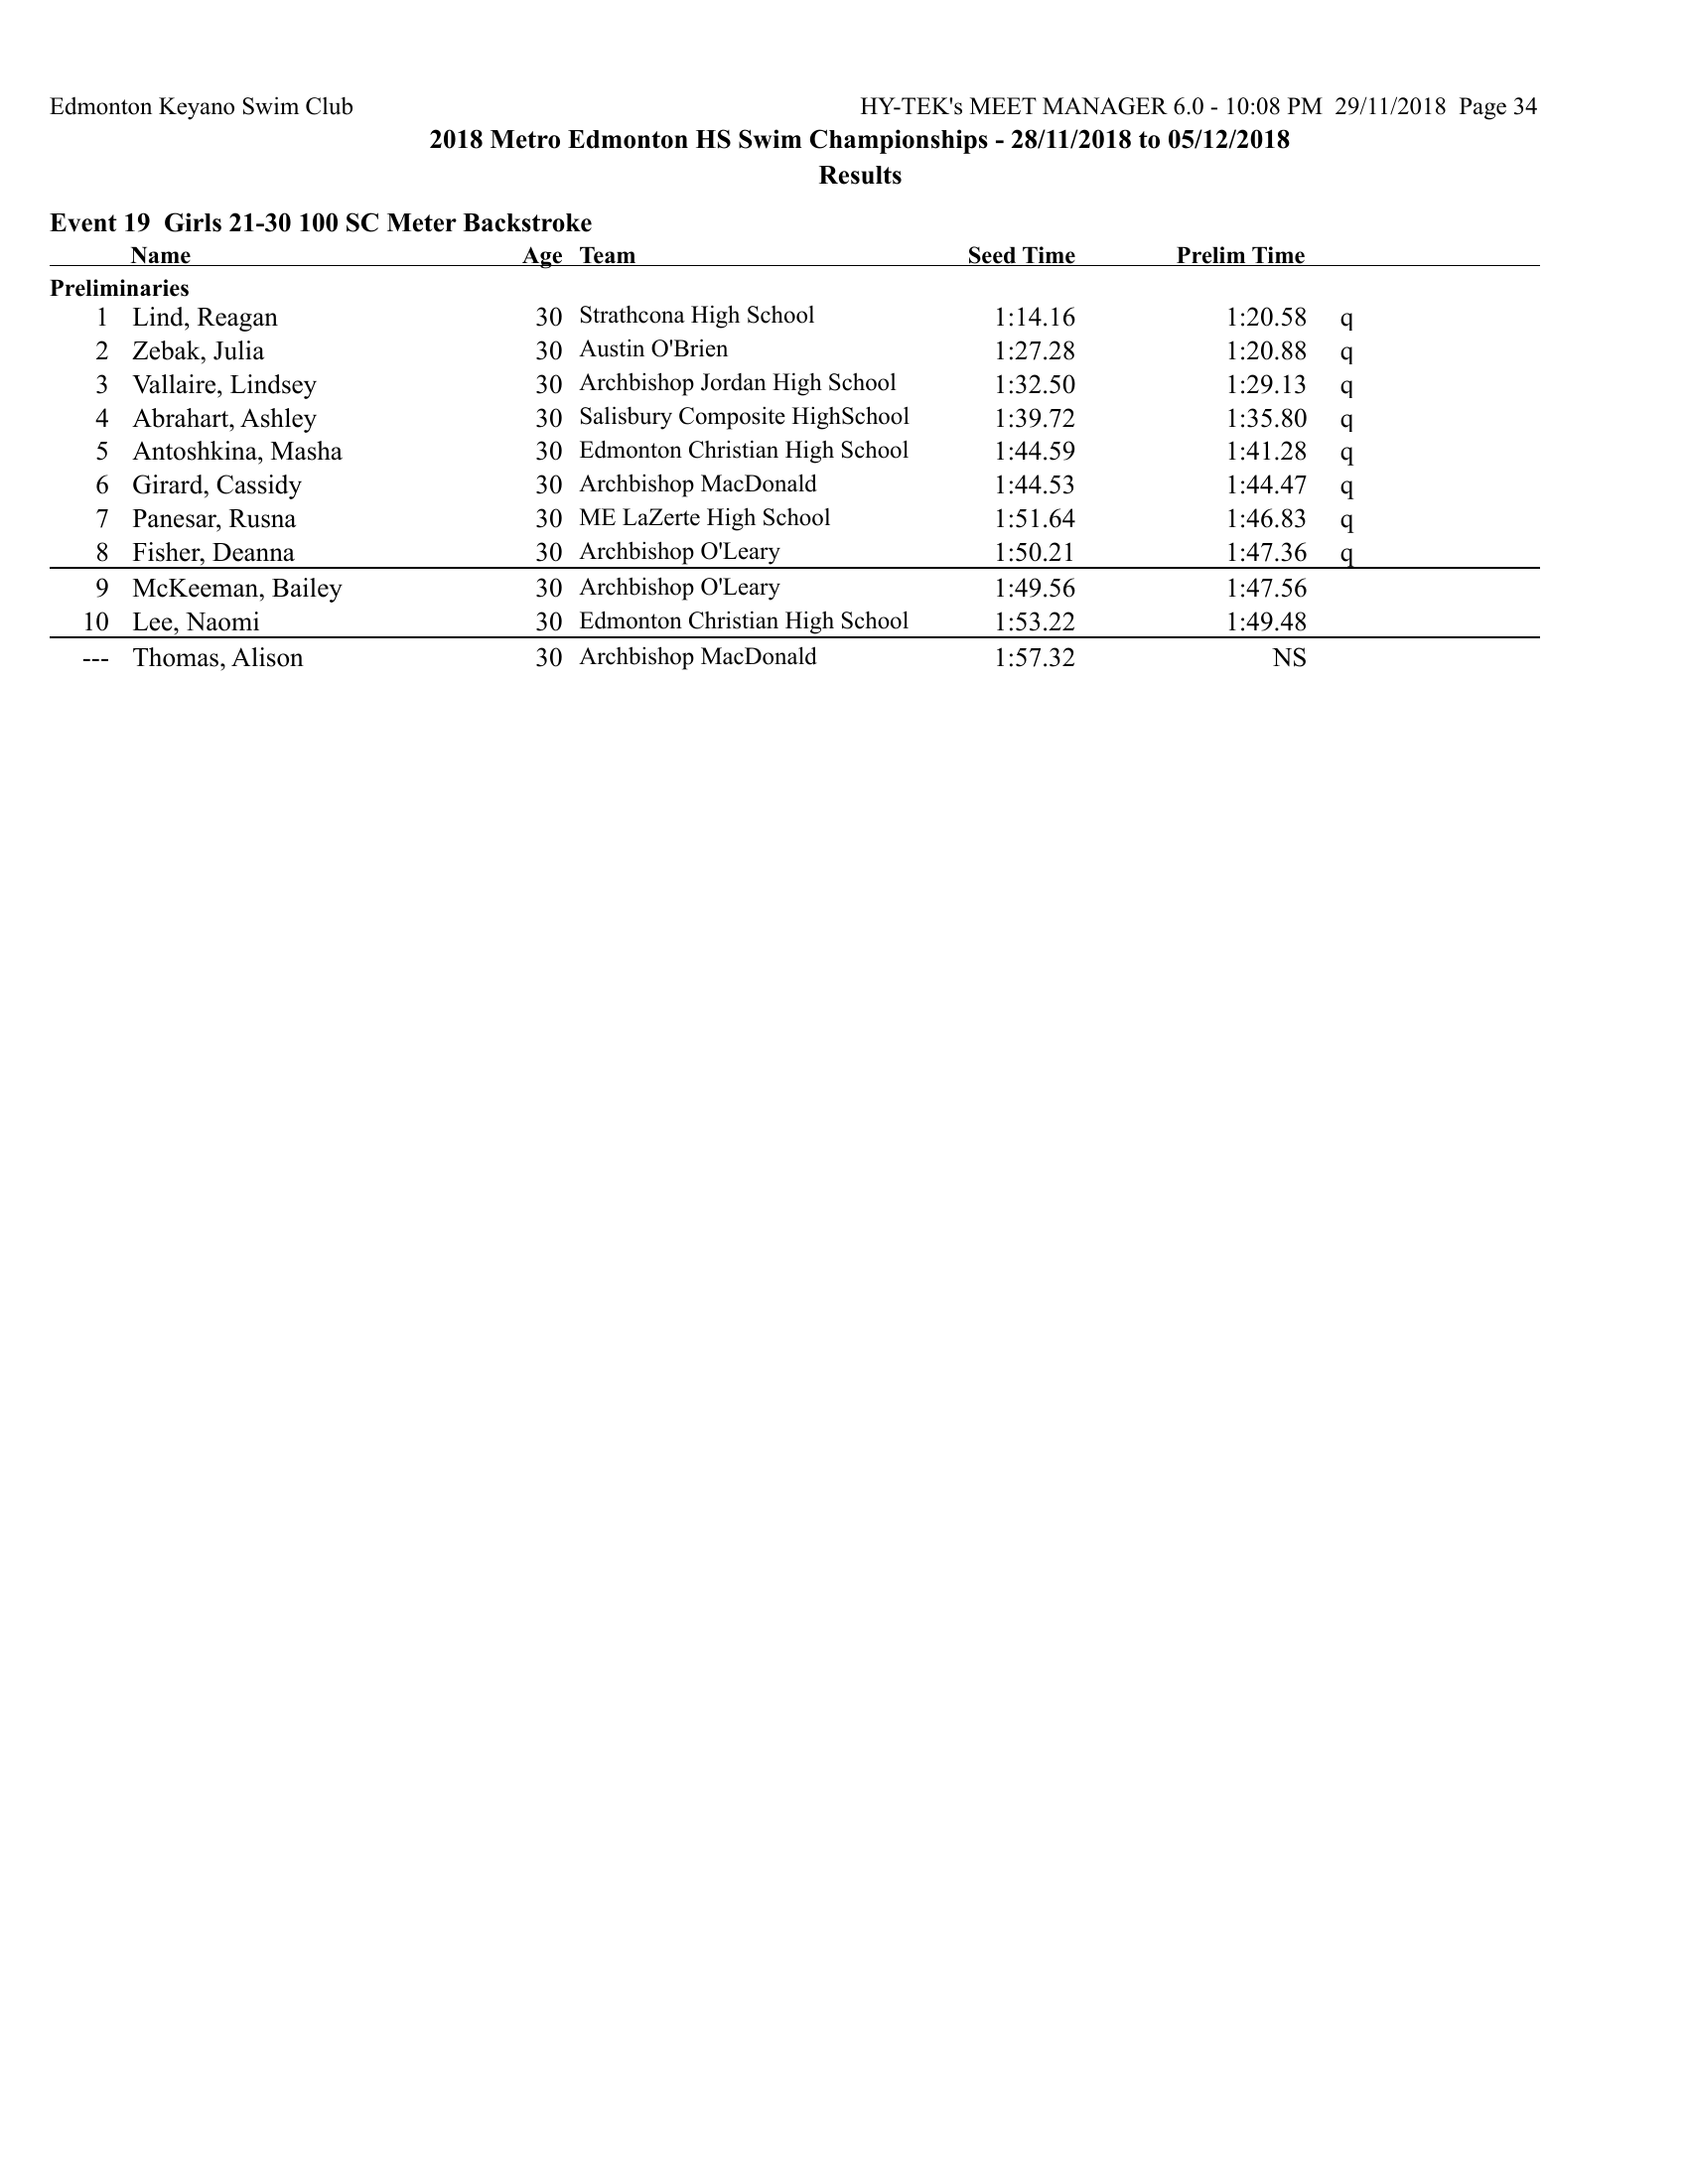 Edmonton Keyano Swim Club HY-TEK's MEET MANAGER 6.0 - 10:08 PM 29/11/2018 Page 34
2018 Metro Edmonton HS Swim Championships - 28/11/2018 to 05/12/2018
Results
Event 19 Girls 21-30 100 SC Meter Backstroke
Name Age Team Seed Time Prelim Time
Preliminaries
1 Lind, Reagan 30 Strathcona High School 1:14.16 1:20.58 q
2 Zebak, Julia 30 Austin O'Brien 1:27.28 1:20.88 q
3 Vallaire, Lindsey 30 Archbishop Jordan High School 1:32.50 1:29.13 q
4 Abrahart, Ashley 30 Salisbury Composite HighSchool 1:39.72 1:35.80 q
5 Antoshkina, Masha 30 Edmonton Christian High School 1:44.59 1:41.28 q
6 Girard, Cassidy 30 Archbishop MacDonald 1:44.53 1:44.47 q
7 Panesar, Rusna 30 ME LaZerte High School 1:51.64 1:46.83 q
8 Fisher, Deanna 30 Archbishop O'Leary 1:50.21 1:47.36 q
9 McKeeman, Bailey 30 Archbishop O'Leary 1:49.56 1:47.56
10 Lee, Naomi 30 Edmonton Christian High School 1:53.22 1:49.48
--- Thomas, Alison 30 Archbishop MacDonald 1:57.32 NS